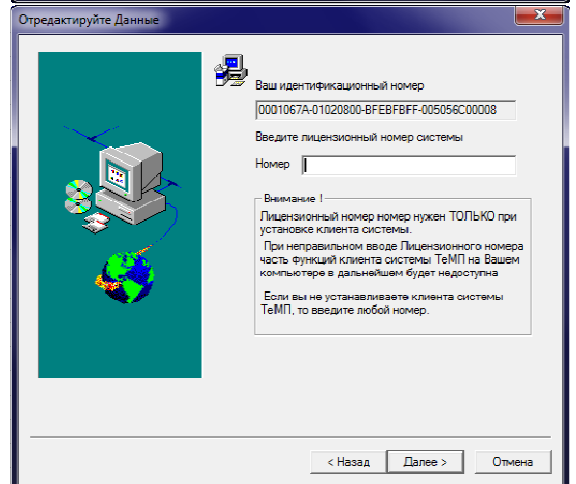 Отредактируйте Данные
Ваш идентификационный номер
0001067A-01020800-BFEBFBFF-005056C00008
Введите лицензионный номер системы
Номер
Внимание !
Лицензионный номер номер нужен ТОЛЬКО при
установке клиента системы.
При неправильном вводе Лицензионного номера
часть функций клиента системы ТеМП на Вашем
компьютере в дальнейшем будет недоступна
Если вы не устанавливаете клиента системы
ТеМП, то введите любой номер.
< Назад
Далее >
Отмена